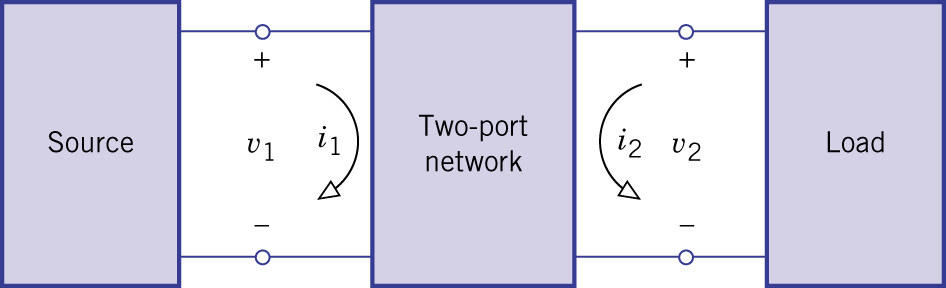 Source
+
v1
−
i1
Two-port
network
i2
+
v2
−
Load